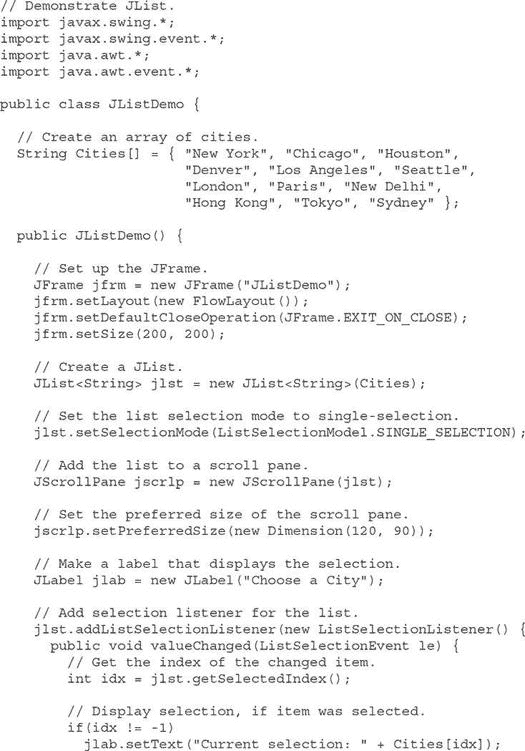 // Demonstrate JList.
import javax.swing.*;
import javax.swing.event.*;
import java.awt.*;
import java.awt.event.*;

public class JListDemo {

  // Create an array of cities.
  String Cities[] = { "New York", "Chicago", "Houston",
                      "Denver", "Los Angeles", "Seattle",
                      "London", "Paris", "New Delhi",
                      "Hong Kong", "Tokyo", "Sydney" };

  public JListDemo() {

    // Set up the JFrame.
    JFrame jfrm = new JFrame("JListDemo");
    jfrm.setLayout(new FlowLayout());
    jfrm.setDefaultCloseOperation(JFrame.EXIT_ON_CLOSE);
    jfrm.setSize(200, 200);

    // Create a JList.
    JList<String> jlst = new JList<String>(Cities);

    // Set the list selection mode to single-selection.
    jlst.setSelectionMode(ListSelectionModel.SINGLE_SELECTION);

    // Add the list to a scroll pane.
    JScrollPane jscrlp = new JScrollPane(jlst);

    // Set the preferred size of the scroll pane.
    jscrlp.setPreferredSize(new Dimension(120, 90));

    // Make a label that displays the selection.
    JLabel jlab = new JLabel("Choose a City");

    // Add selection listener for the list.
    jlst.addListSelectionListener(new ListSelectionListener() {
      public void valueChanged(ListSelectionEvent le) {
        // Get the index of the changed item.
        int idx = jlst.getSelectedIndex();

        // Display selection, if item was selected.
        if(idx != -1)
          jlab.setText("Current selection: " + Cities[idx]);